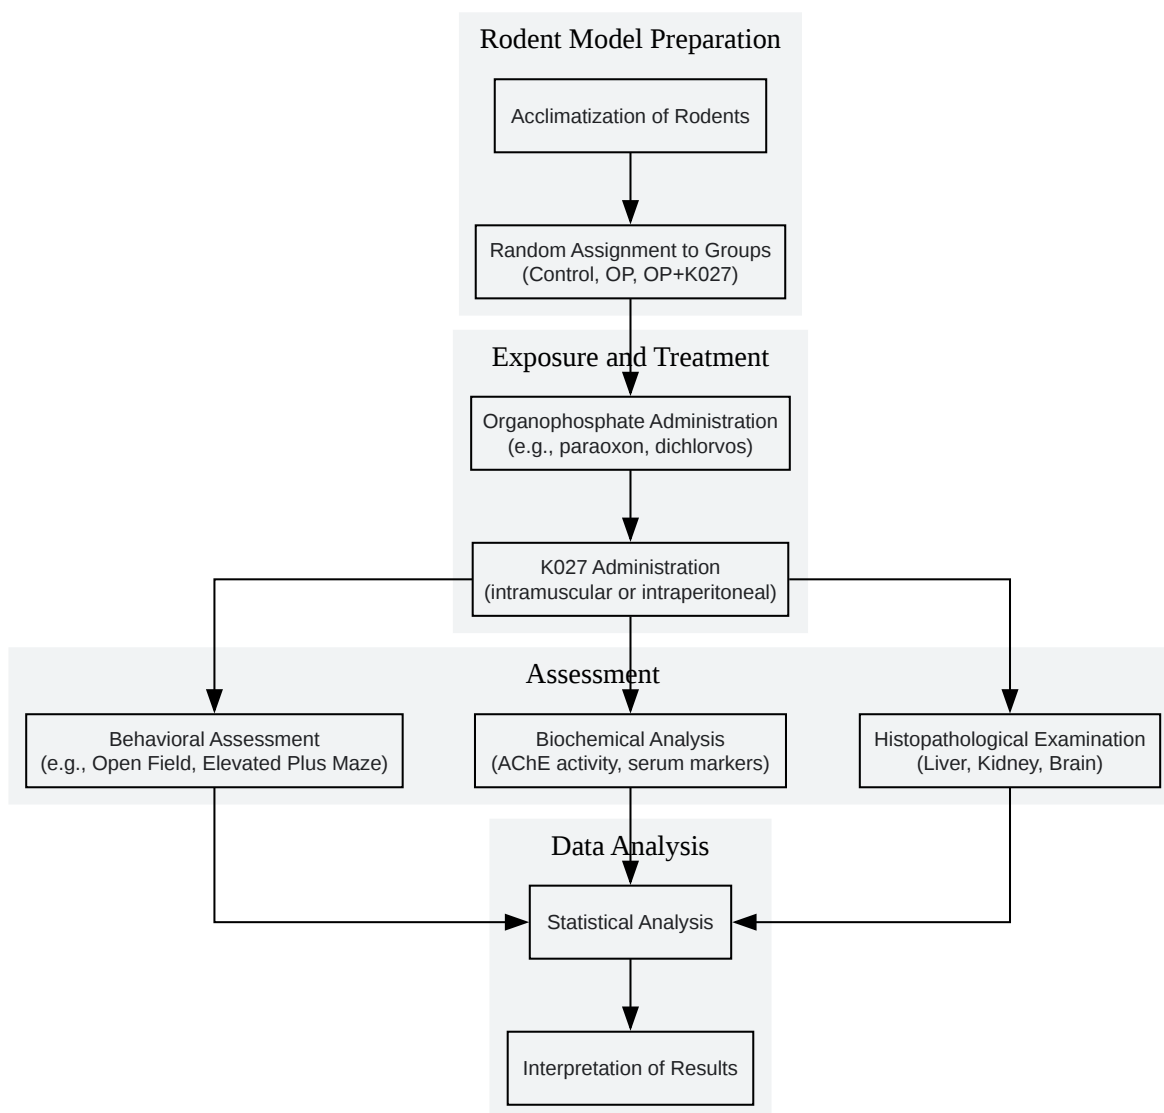 Rodent Model Preparation
Acclimatization of Rodents
Random Assignment to Groups
(Control, OP, OP+K027)
Exposure and Treatment
Organophosphate Administration
(e.g., paraoxon, dichlorvos)
K027 Administration
(intramuscular or intraperitoneal)
Assessment
Behavioral Assessment
(e.g., Open Field, Elevated Plus Maze)
Biochemical Analysis
(AChE activity, serum markers)
Histopathological Examination
(Liver, Kidney, Brain)
Data Analysis
Statistical Analysis
Interpretation of Results